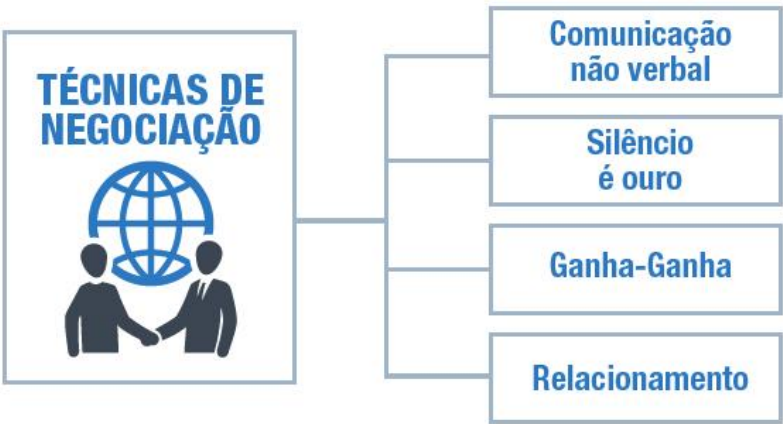 TÉCNICAS DE
NEGOCIAÇÃO
Comunicação
não verbal
Silêncio
é ouro
Ganha-Ganha
Relacionamento